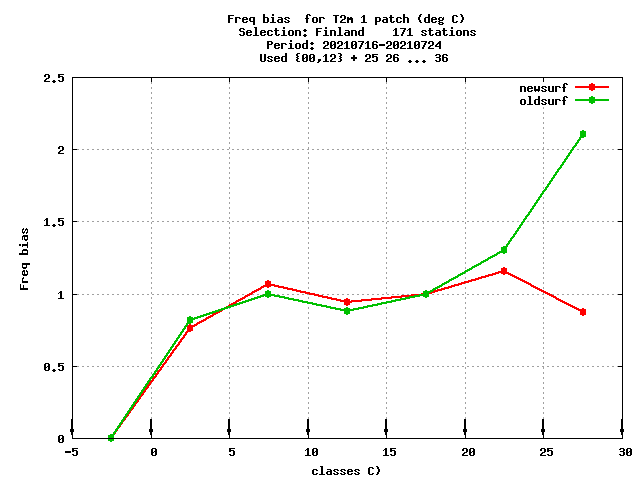 Freq bias  for T2m 1 patch (deg C)
Selection: Finland    171 stations
Period: 20210716-20210724
Used {00,12} + 25 26 ... 36
newsurf
oldsurf
2.5
2
1.5
1
0.5
0
Freq bias
-5 0 5 10 15 20 25 30
classes C)